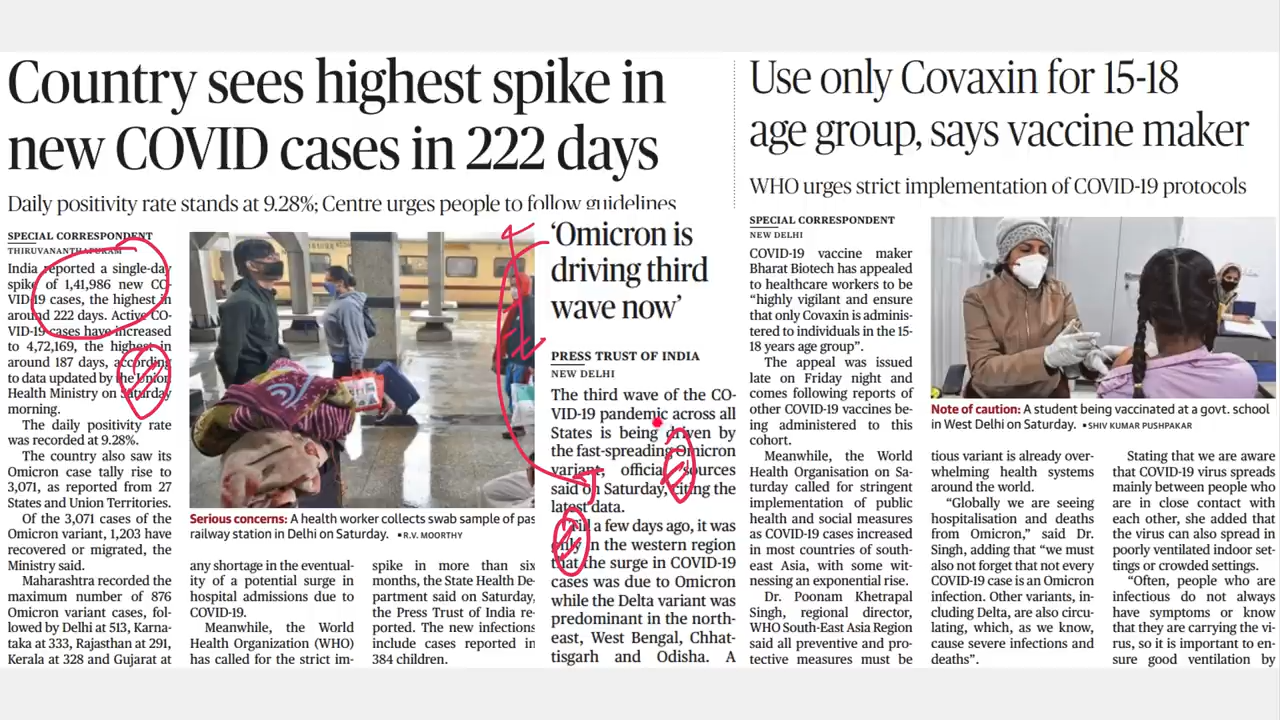 Country sees highest spike in
new COVID cases in 222 days
Daily positivity rate stands at 9.28%; Centre urges people to follow guidelines
SPECIAL CORRESPONDENT
THIRUVANANTHAPURAM
India reported a single-day
spike of 1,41,986 new CO-
VID-19 cases, the highest in
around 222 days. Active CO-
VID-19 cases have increased
to 4,72,169, the highest in
around 187 days, according
to data updated by the Union
Health Ministry on Saturday
morning.
The daily positivity rate
was recorded at 9.28%.
The country also saw its
Omicron case tally rise to
3,071, as reported from 27
States and Union Territories.
Of the 3,071 cases of the
Omicron variant, 1,203 have
recovered or migrated, the
Ministry said.
Maharashtra recorded the
maximum number of 876
Omicron variant cases, fol-
lowed by Delhi at 513, Karna-
taka at 333, Rajasthan at 291,
Kerala at 328 and Gujarat at
Serious concerns: A health worker collects swab sample of pas
railway station in Delhi on Saturday. ▪ R.V. MOORTHY
any shortage in the eventual-
ity of a potential surge in
hospital admissions due to
COVID-19.
Meanwhile, the World
Health Organization (WHO)
has called for the strict im-
spike in more than six
months, the State Health De-
partment said on Saturday,
the Press Trust of India re-
ported. The new infections
include cases reported in
384 children.
‘Omicron is
driving third
wave now’
PRESS TRUST OF INDIA
NEW DELHI
The third wave of the CO-
VID-19 pandemic across all
States is being driven by
the fast-spreading Omicron
variant, official sources
said on Saturday, citing the
latest data.
Till a few days ago, it was
only in the western region
that the surge in COVID-19
cases was due to Omicron
while the Delta variant was
predominant in the north-
east, West Bengal, Chhat-
tisgarh and Odisha. A
Use only Covaxin for 15-18
age group, says vaccine maker
WHO urges strict implementation of COVID-19 protocols
SPECIAL CORRESPONDENT
NEW DELHI
COVID-19 vaccine maker
Bharat Biotech has appealed
to healthcare workers to be
“highly vigilant and ensure
that only Covaxin is adminis-
tered to individuals in the 15-
18 years age group”.
The appeal was issued
late on Friday night and
comes following reports of
other COVID-19 vaccines be-
ing administered to this
cohort.
Meanwhile, the World
Health Organisation on Sa-
turday called for stringent
implementation of public
health and social measures
as COVID-19 cases increased
in most countries of south-
east Asia, with some wit-
nessing an exponential rise.
Dr. Poonam Khetrapal
Singh, regional director,
WHO South-East Asia Region
said all preventive and pro-
tective measures must be
Note of caution: A student being vaccinated at a govt. school
in West Delhi on Saturday. ▪ SHIV KUMAR PUSHPAKAR
tious variant is already over-
whelming health systems
around the world.
“Globally we are seeing
hospitalisation and deaths
from Omicron,” said Dr.
Singh, adding that “we must
also not forget that not every
COVID-19 case is an Omicron
infection. Other variants, in-
cluding Delta, are also circu-
lating, which, as we know,
cause severe infections and
deaths”.
Stating that we are aware
that COVID-19 virus spreads
mainly between people who
are in close contact with
each other, she added that
the virus can also spread in
poorly ventilated indoor set-
tings or crowded settings.
“Often, people who are
infectious do not always
have symptoms or know
that they are carrying the vi-
rus, so it is important to en-
sure good ventilation by